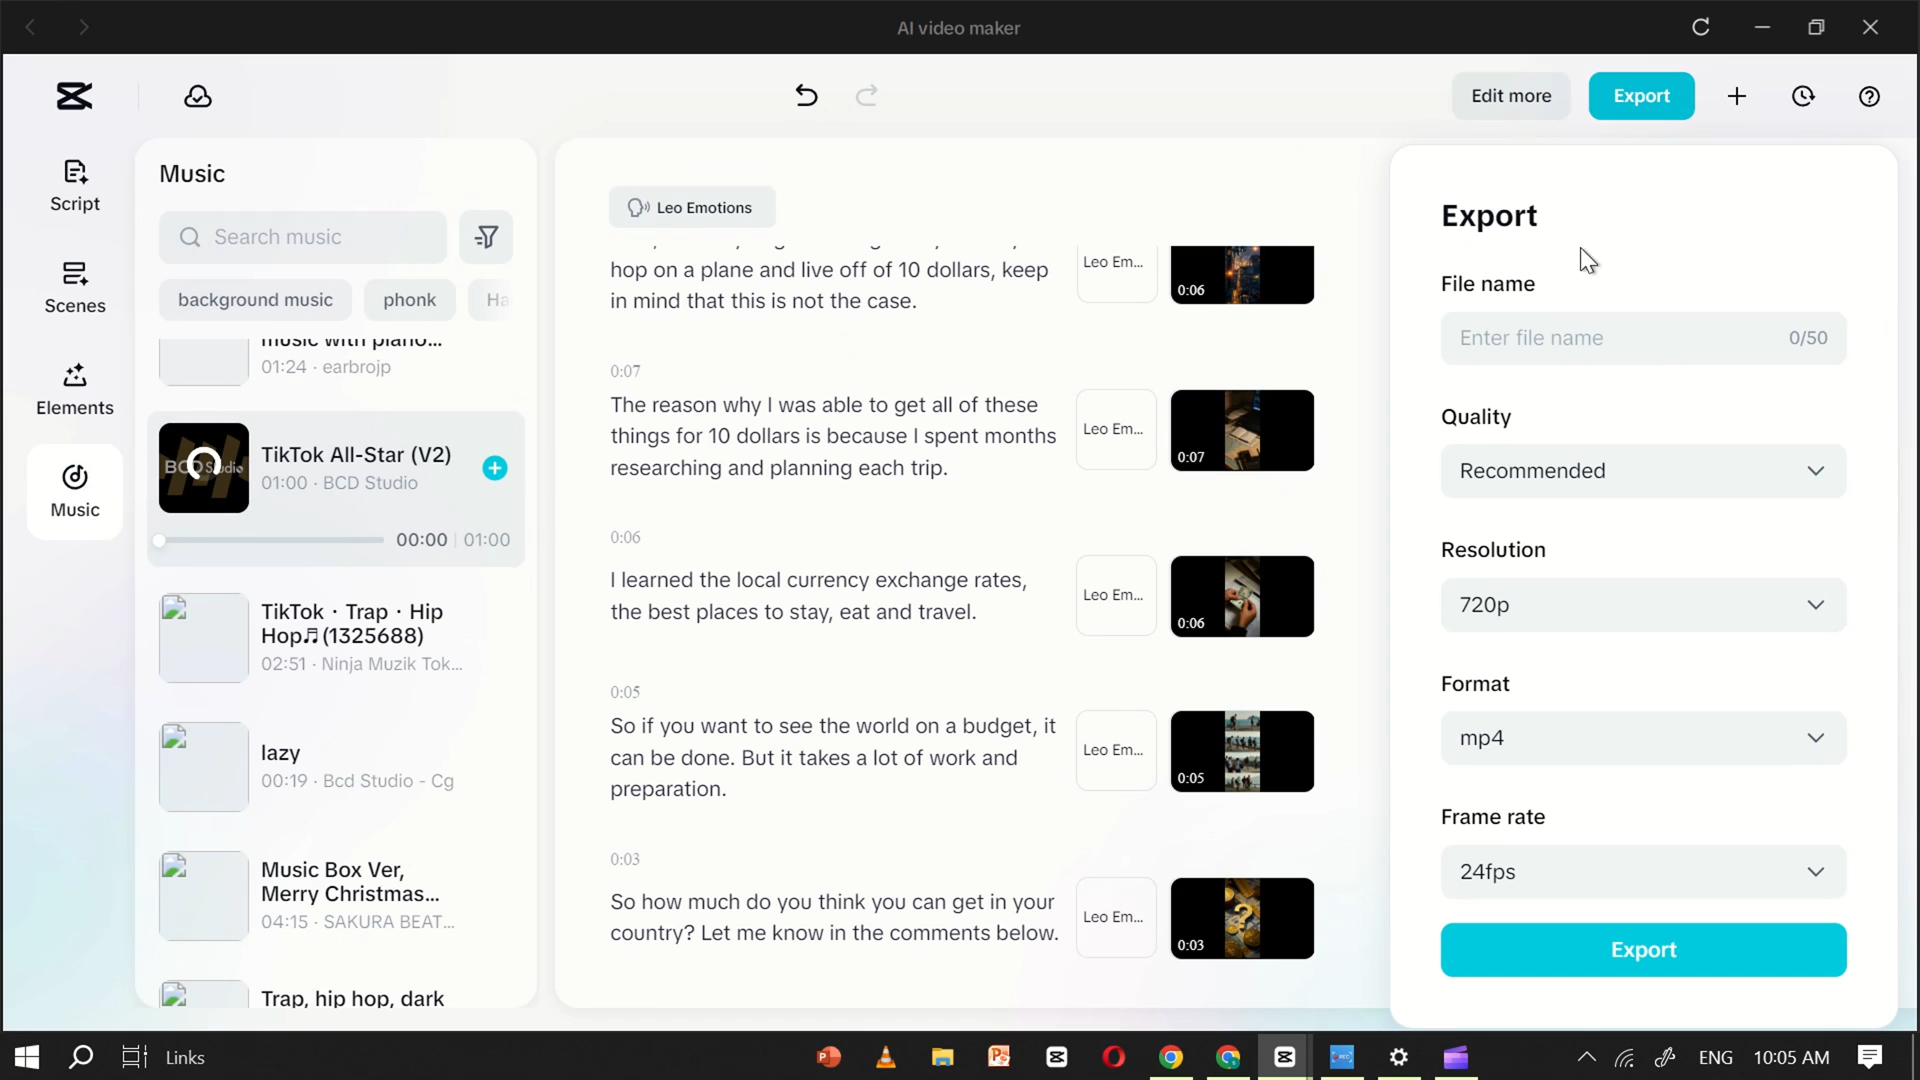 AI video maker
Edit more
Export
Script
Scenes
Elements
Music
Music
Search music
background music
phonk
Ha
music with piano...
01:24 · earbrojp
BCD Studio
TikTok All-Star (V2)
01:00 · BCD Studio
00:00 | 01:00
TikTok · Trap · Hip
Hop♬(1325688)
02:51 · Ninja Muzik Tok...
lazy
00:19 · Bcd Studio - Cg
Music Box Ver,
Merry Christmas...
04:15 · SAKURA BEAT...
Trap, hip hop, dark
Leo Emotions
hop on a plane and live off of 10 dollars, keep
in mind that this is not the case.
Leo Em...
0:06
0:07
The reason why I was able to get all of these
things for 10 dollars is because I spent months
researching and planning each trip.
Leo Em...
0:07
0:06
I learned the local currency exchange rates,
the best places to stay, eat and travel.
Leo Em...
0:06
0:05
So if you want to see the world on a budget, it
can be done. But it takes a lot of work and
preparation.
Leo Em...
0:05
0:03
So how much do you think you can get in your
country? Let me know in the comments below.
Leo Em...
0:03
Export
File name
Enter file name
0/50
Quality
Recommended
Resolution
720p
Format
mp4
Frame rate
24fps
Export
Links
ENG
10:05 AM